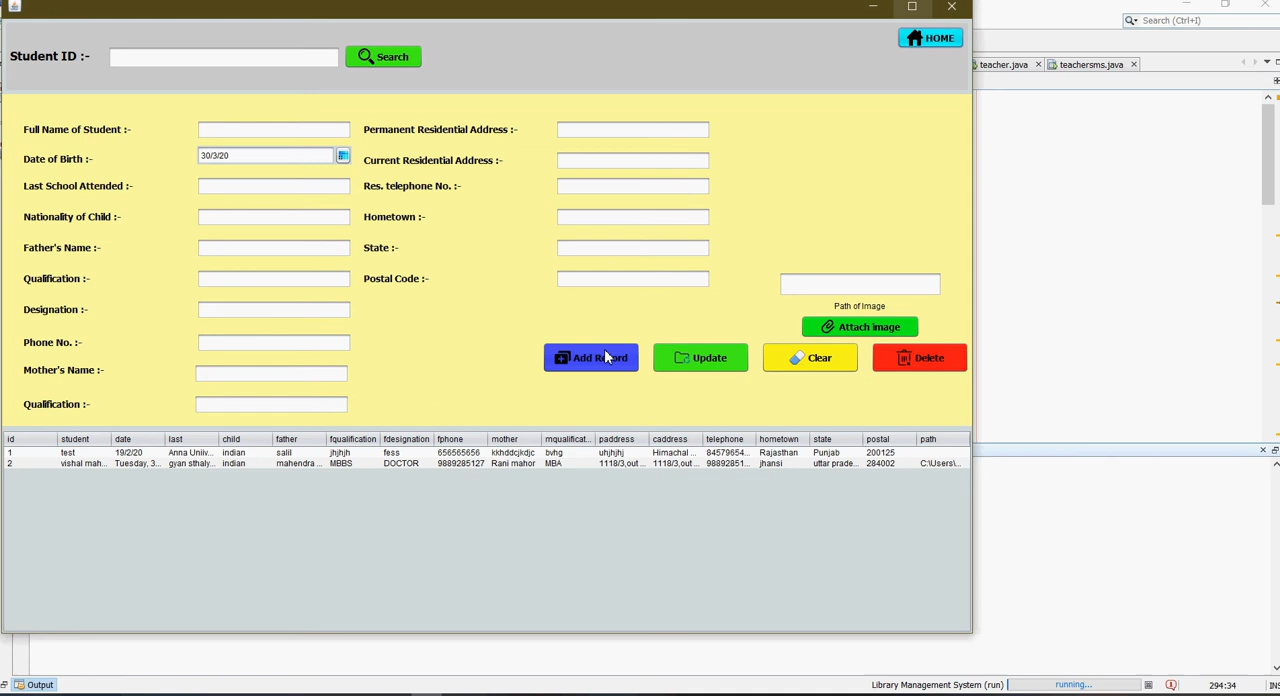 Search (Ctrl+I)
HOME
Student ID :-
Search
teacher.java
teachersms.java
Full Name of Student :-
Permanent Residential Address :-
Date of Birth :-
30/3/20
Current Residential Address :-
Last School Attended :-
Res. telephone No. :-
Nationality of Child :-
Hometown :-
Father's Name :-
State :-
Qualification :-
Postal Code :-
Path of Image
Designation :-
Attach image
Phone No. :-
Add Record
Update
Clear
Delete
Mother's Name :-
Qualification :-
id student date last child father fqualification fdesignation fphone mother mqualificat... paddress caddress telephone hometown state postal path
1 test 19/2/20 Anna Univ... indian salil jhjhjh fess 656565656 kkhddcjkdjc bvhg uhjhjhj Himachal ... 84579654... Rajasthan Punjab 200125
2 vishal mah... Tuesday, 3... gyan sthaly... indian mahendra ... MBBS DOCTOR 9889285127 Rani mahor MBA 1118/3,out ... 1118/3,out ... 98892851... jhansi uttar prade... 284002 C:\Users\...
Output
Library Management System (run)
running...
294:34
INS